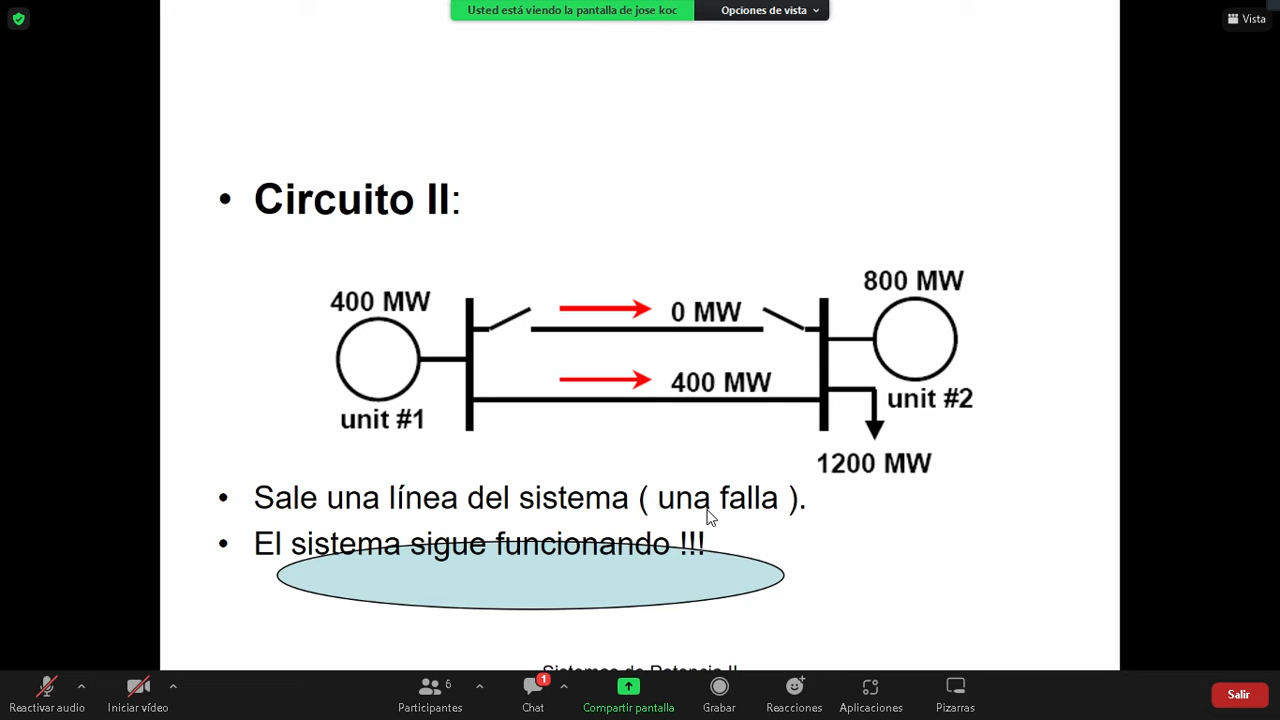 Usted está viendo la pantalla de jose koc
Opciones de vista
Vista
• Circuito II:
800 MW
400 MW
0 MW
400 MW
unit #2
unit #1
1200 MW
• Sale una línea del sistema ( una falla ).
• El sistema sigue funcionando !!!
Sistemas de Potencia II
6
1
Reactivar audio
Iniciar vídeo
Participantes
Chat
Compartir pantalla
Grabar
Reacciones
Aplicaciones
Pizarras
Salir